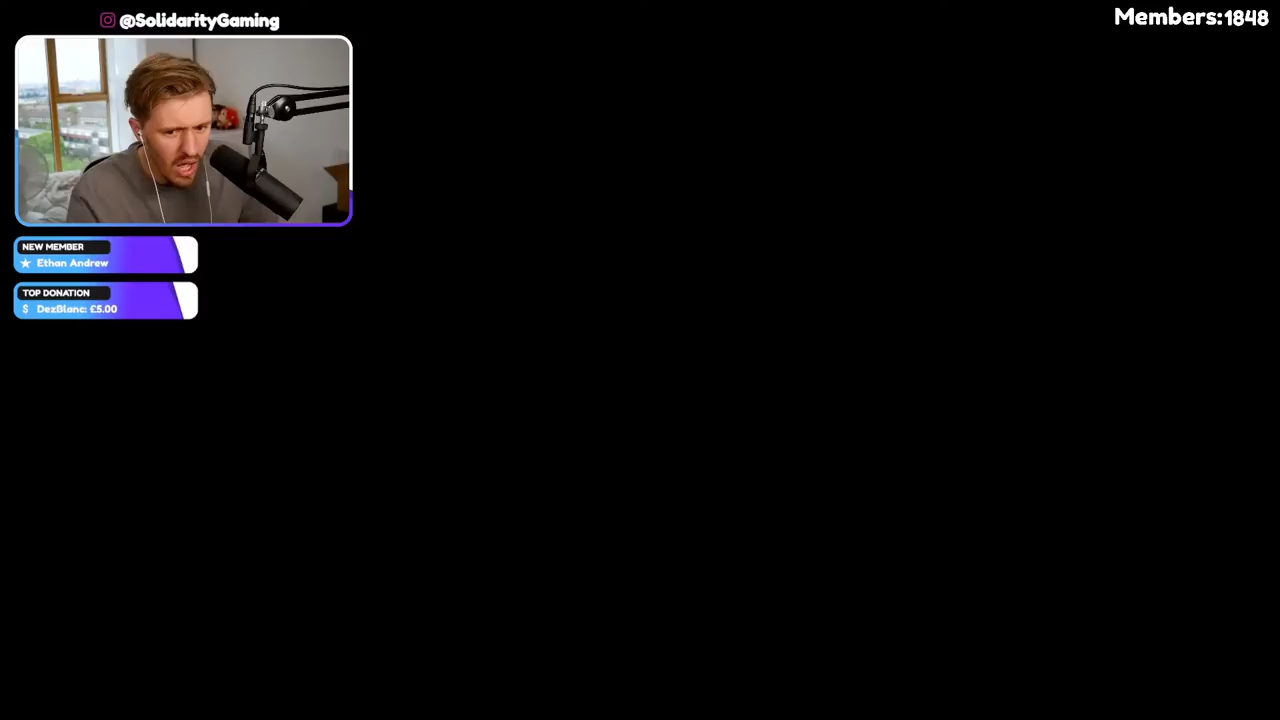 @SolidarityGaming
Members:1848
NEW MEMBER
Ethan Andrew
TOP DONATION
$ DezBlanc: £5.00